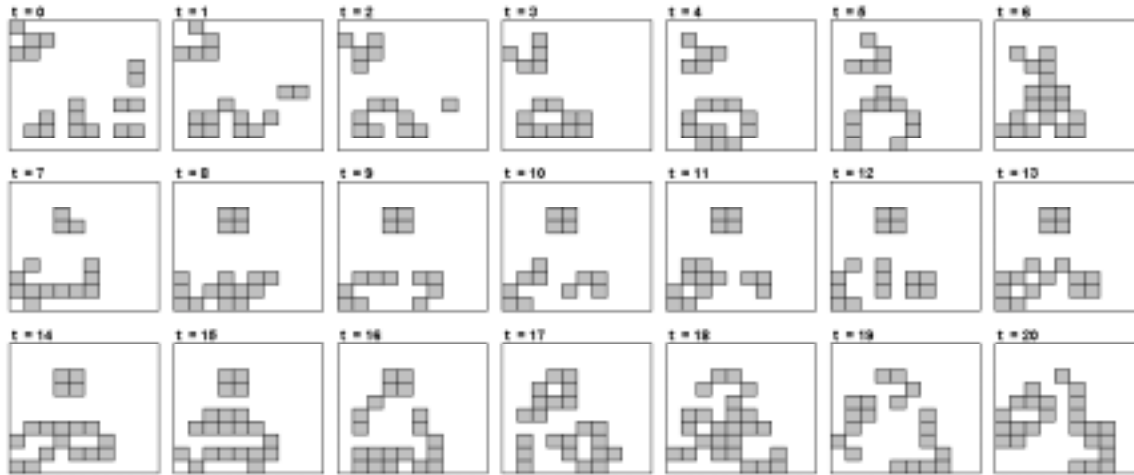 t = 0 t = 1 t = 2 t = 3 t = 4 t = 5 t = 6
t = 7 t = 8 t = 9 t = 10 t = 11 t = 12 t = 13
t = 14 t = 15 t = 16 t = 17 t = 18 t = 19 t = 20